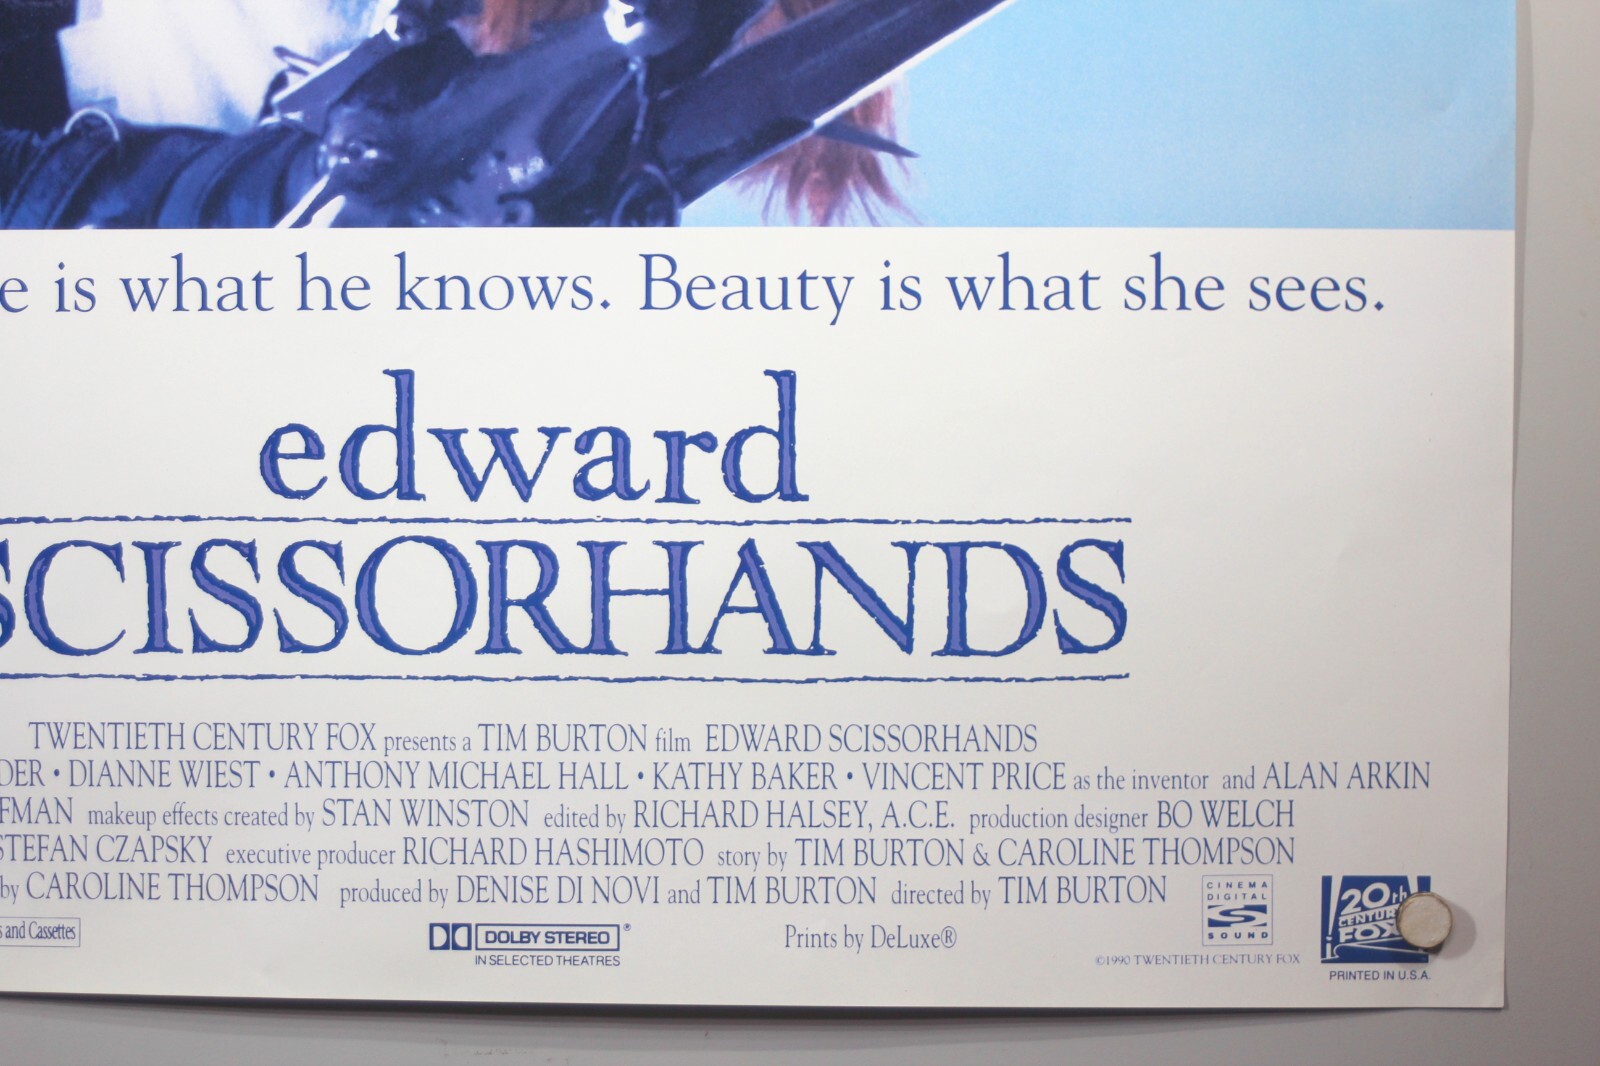 e is what he knows. Beauty is what she sees.
edward
SCISSORHANDS
TWENTIETH CENTURY FOX presents a TIM BURTON film EDWARD SCISSORHANDS
DER • DIANNE WIEST • ANTHONY MICHAEL HALL • KATHY BAKER • VINCENT PRICE as the inventor and ALAN ARKIN
FMAN makeup effects created by STAN WINSTON edited by RICHARD HALSEY, A.C.E. production designer BO WELCH
STEFAN CZAPSKY executive producer RICHARD HASHIMOTO story by TIM BURTON & CAROLINE THOMPSON
by CAROLINE THOMPSON produced by DENISE DI NOVI and TIM BURTON directed by TIM BURTON
s and Cassettes
DOLBY STEREO ®
IN SELECTED THEATRES
Prints by DeLuxe®
CINEMA
DIGITAL
SOUND
©1990 TWENTIETH CENTURY FOX
20th
CENTURY
FOX
PRINTED IN U.S.A.